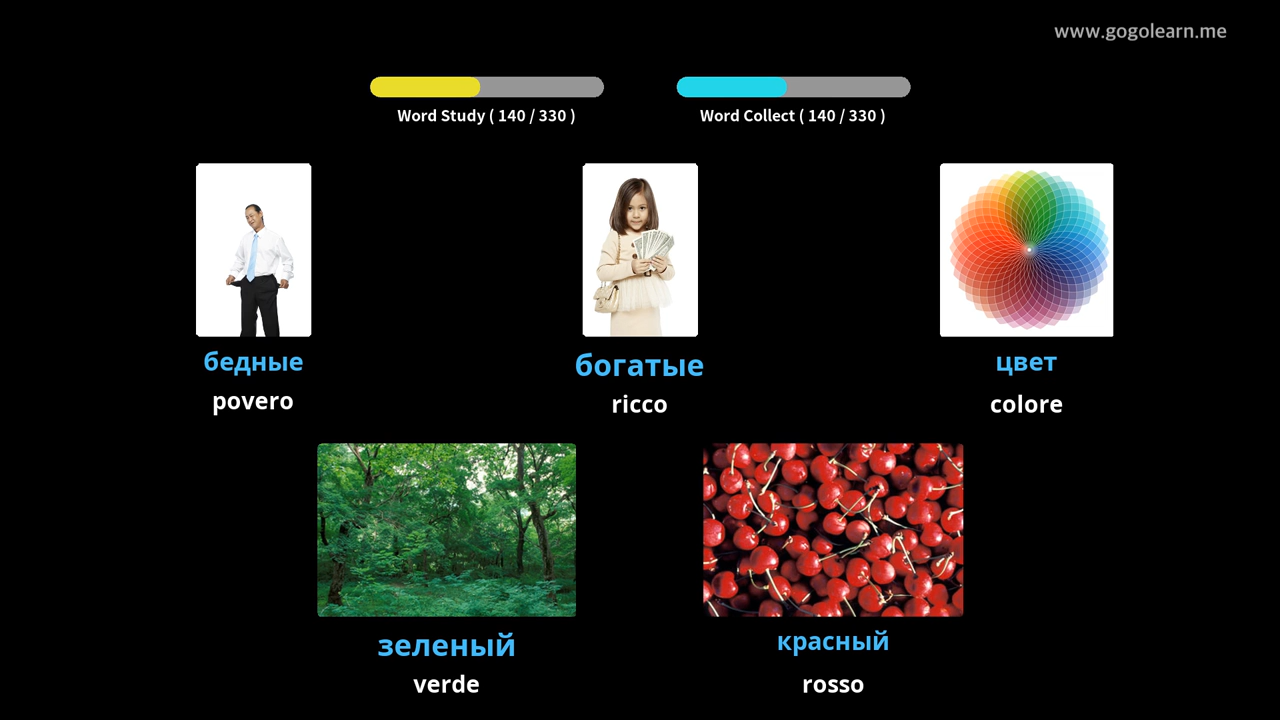 www.gogolearn.me
Word Study ( 140 / 330 )
Word Collect ( 140 / 330 )
бедные
богатые
цвет
povero
ricco
colore
зеленый
красный
verde
rosso